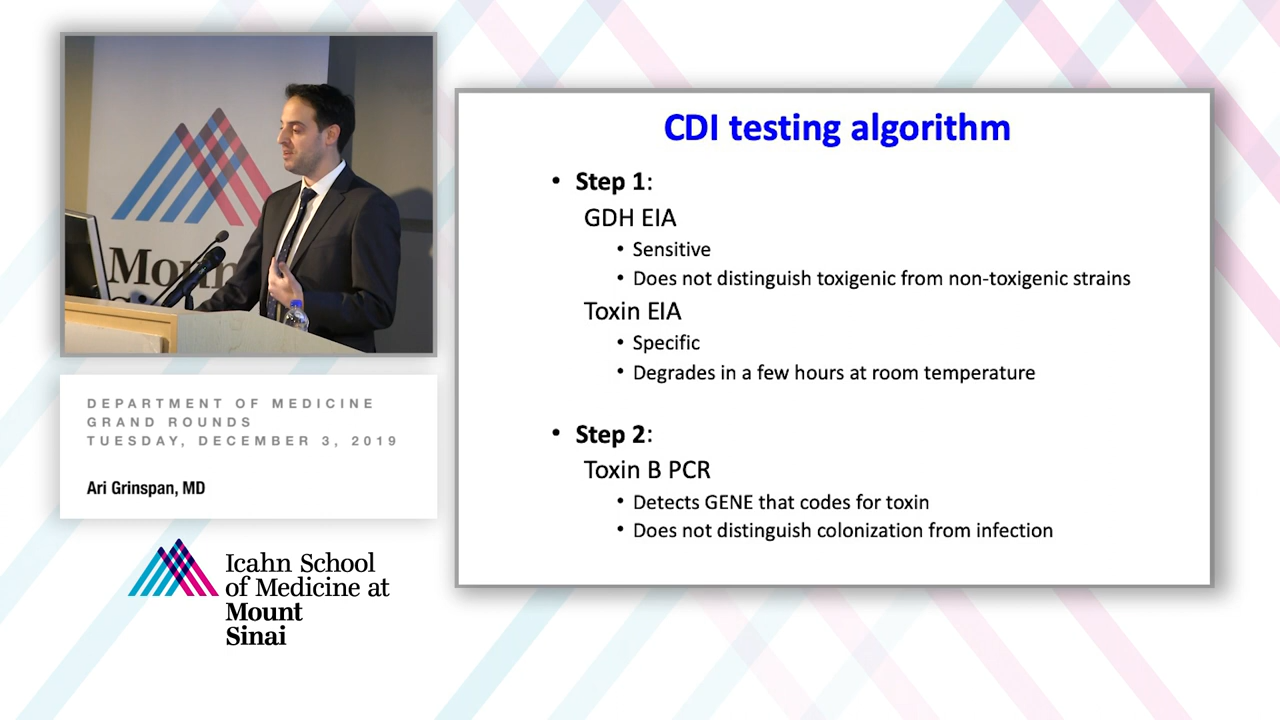 Moun
DEPARTMENT OF MEDICINE
GRAND ROUNDS
TUESDAY, DECEMBER 3, 2019
Ari Grinspan, MD
Icahn School
of Medicine at
Mount
Sinai
CDI testing algorithm
• Step 1:
GDH EIA
• Sensitive
• Does not distinguish toxigenic from non-toxigenic strains
Toxin EIA
• Specific
• Degrades in a few hours at room temperature
• Step 2:
Toxin B PCR
• Detects GENE that codes for toxin
• Does not distinguish colonization from infection